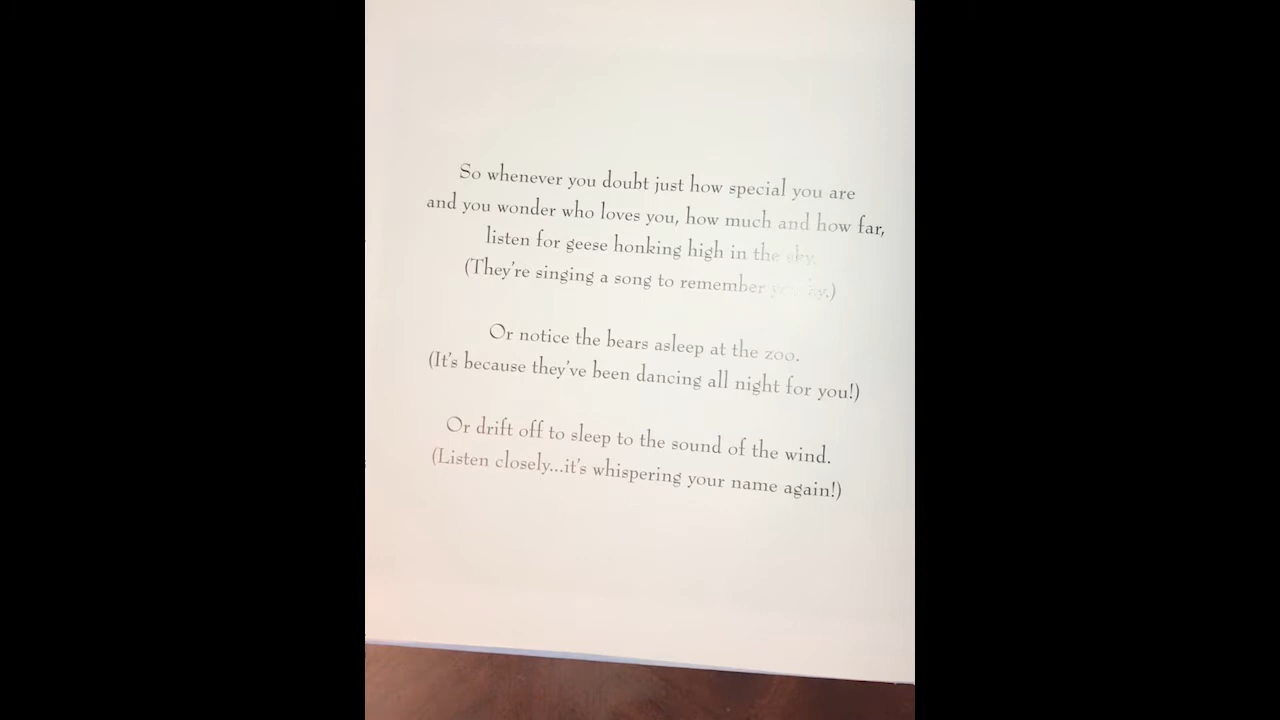 So whenever you doubt just how special you are
and you wonder who loves you, how much and how far,
listen for geese honking high in the sky.
(They're singing a song to remember by.)
Or notice the bears asleep at the zoo.
(It's because they've been dancing all night for you!)
Or drift off to sleep to the sound of the wind.
(Listen closely...it's whispering your name again!)